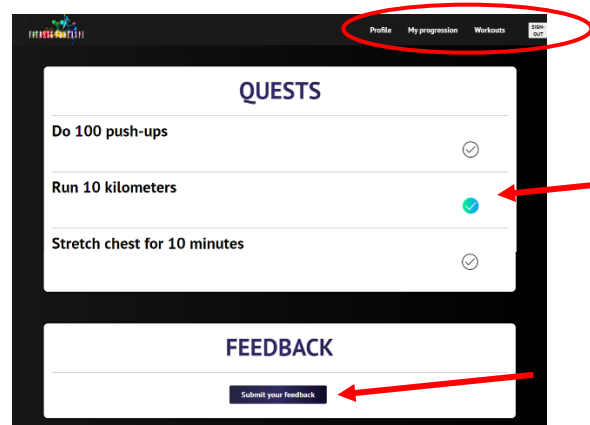 Profile My progression Workouts SIGN-
OUT
QUESTS
Do 100 push-ups
Run 10 kilometers
Stretch chest for 10 minutes
FEEDBACK
Submit your feedback